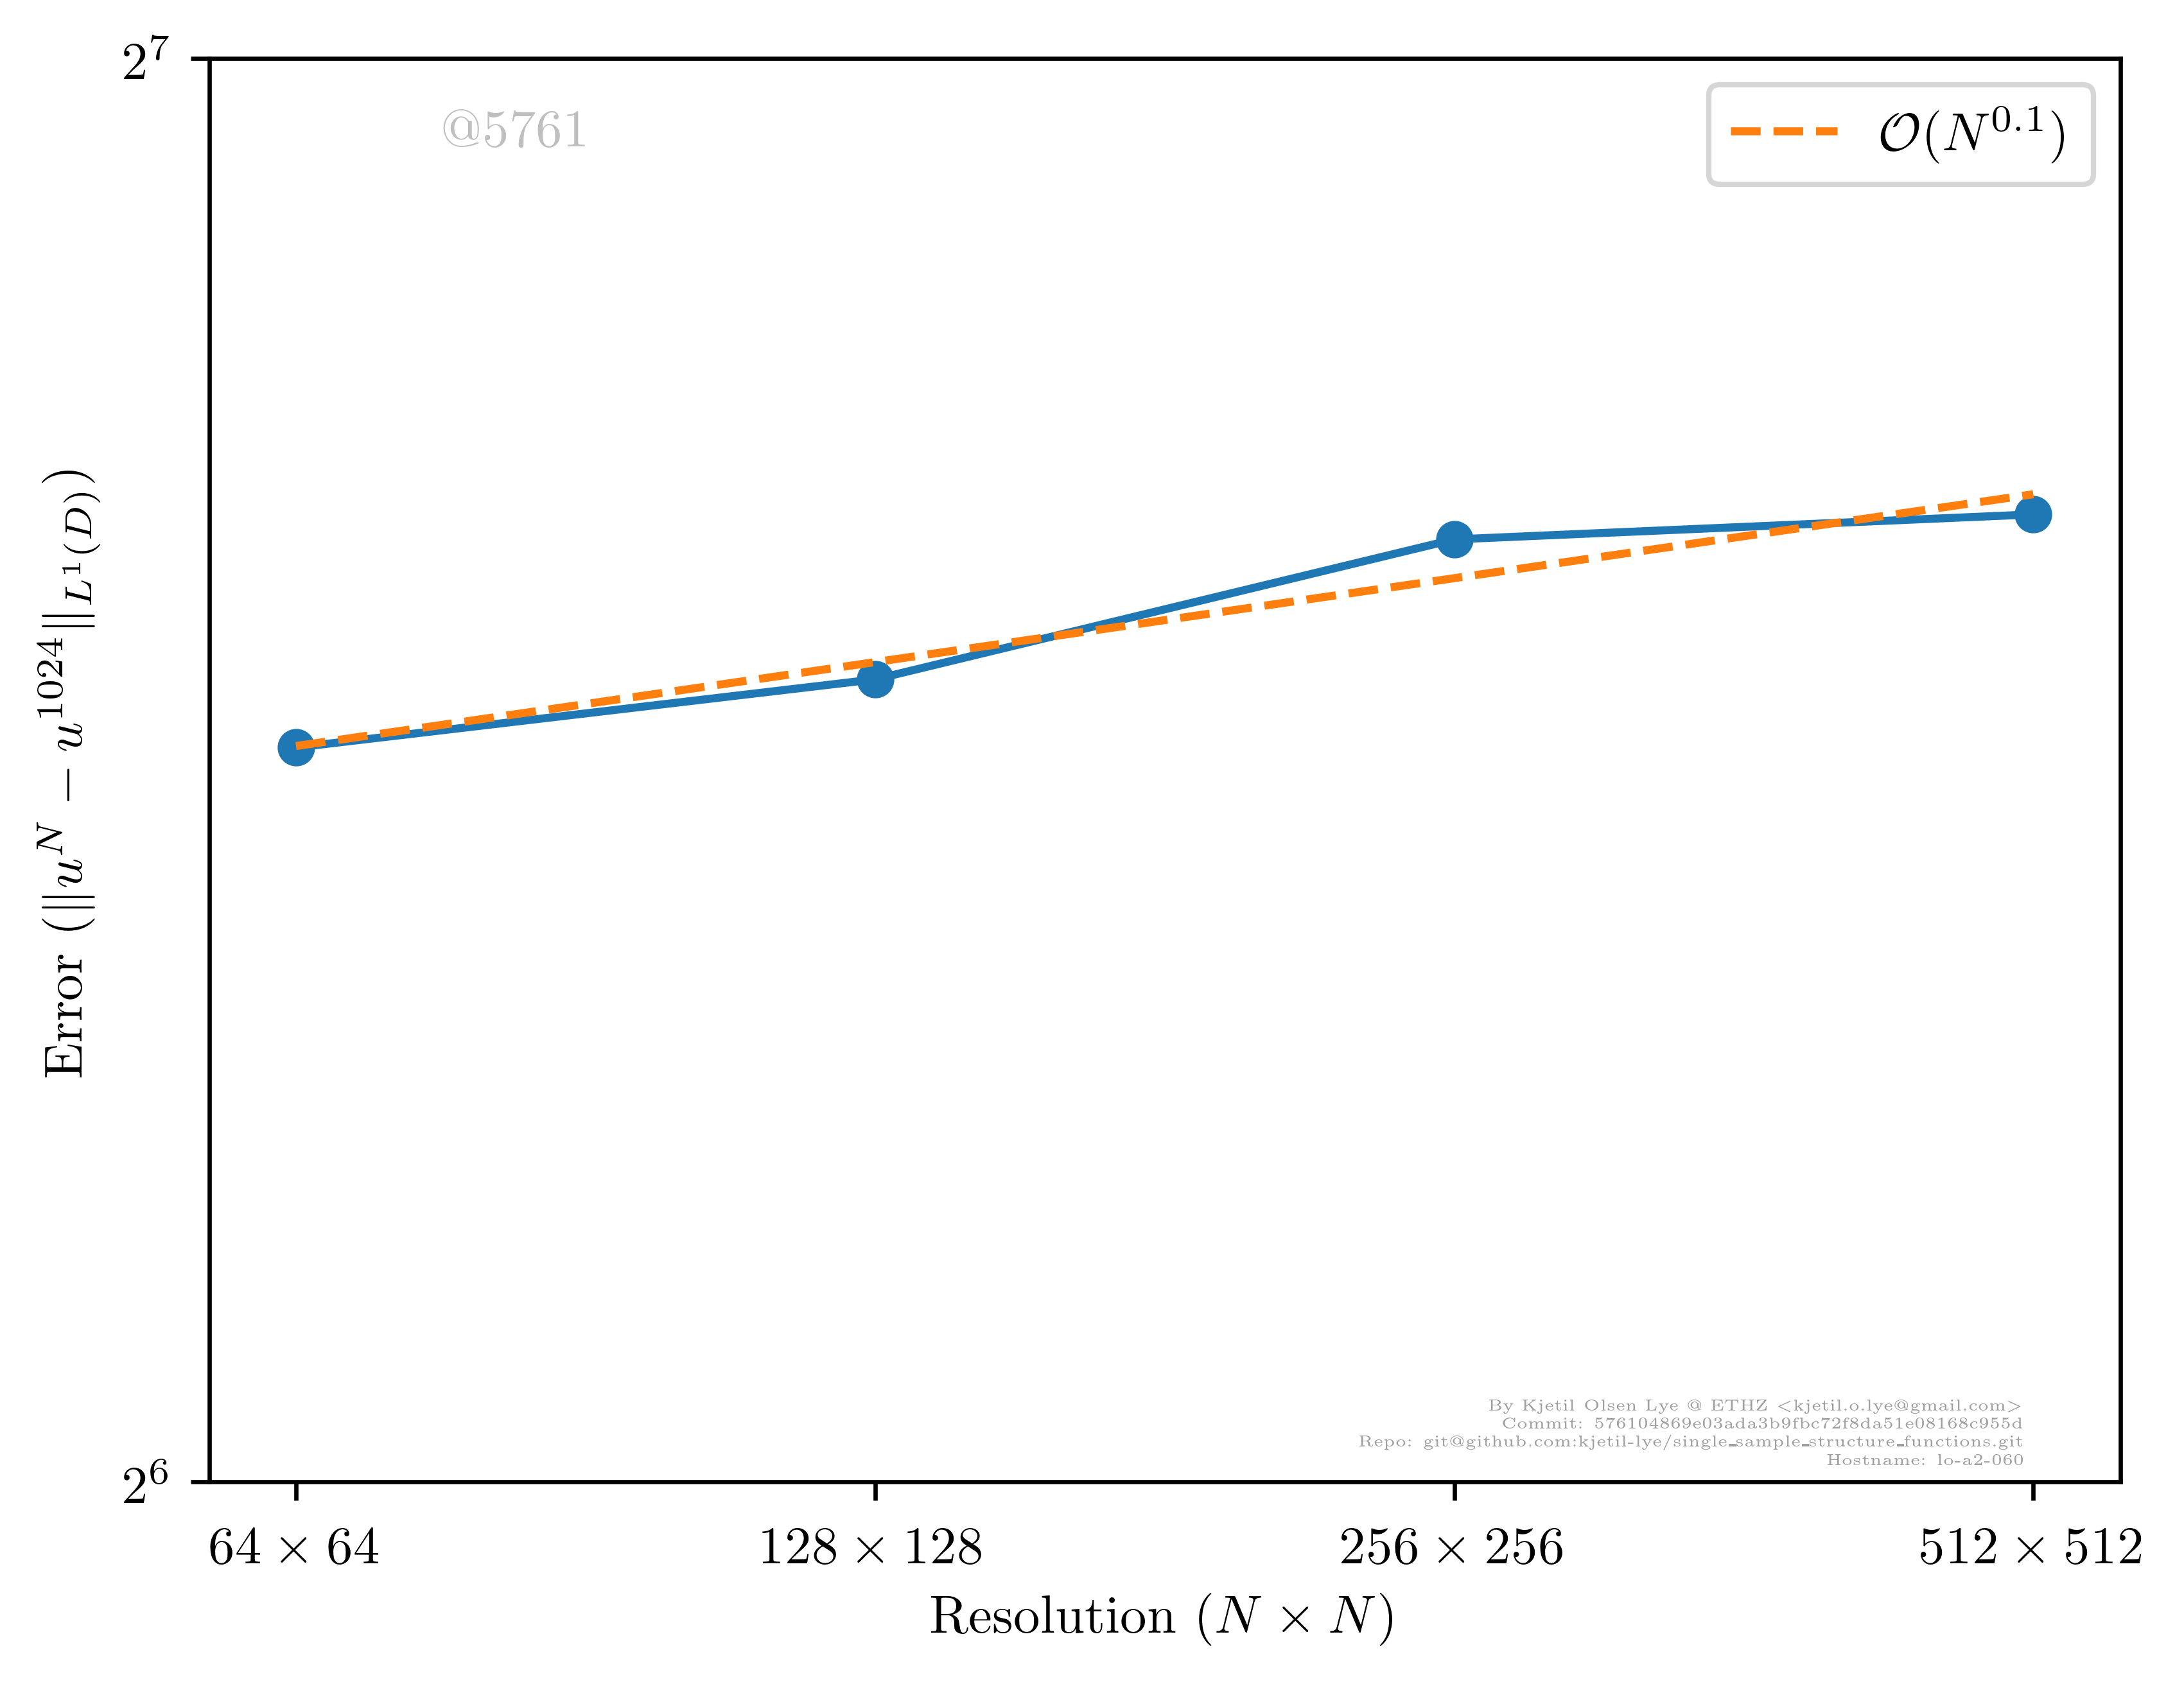 2^7
@5761
𝒪(N^{0.1})
Error (||u^N − u^{1024}||_{L^1(D)})
By Kjetil Olsen Lye @ ETHZ <kjetil.o.lye@gmail.com>
Commit: 576104869e03ada3b9fbc72f8da51e08168c955d
Repo: git@github.com:kjetil-lye/single_sample_structure_functions.git
Hostname: lo-a2-060
2^6
64 × 64 128 × 128 256 × 256 512 × 512
Resolution (N × N)